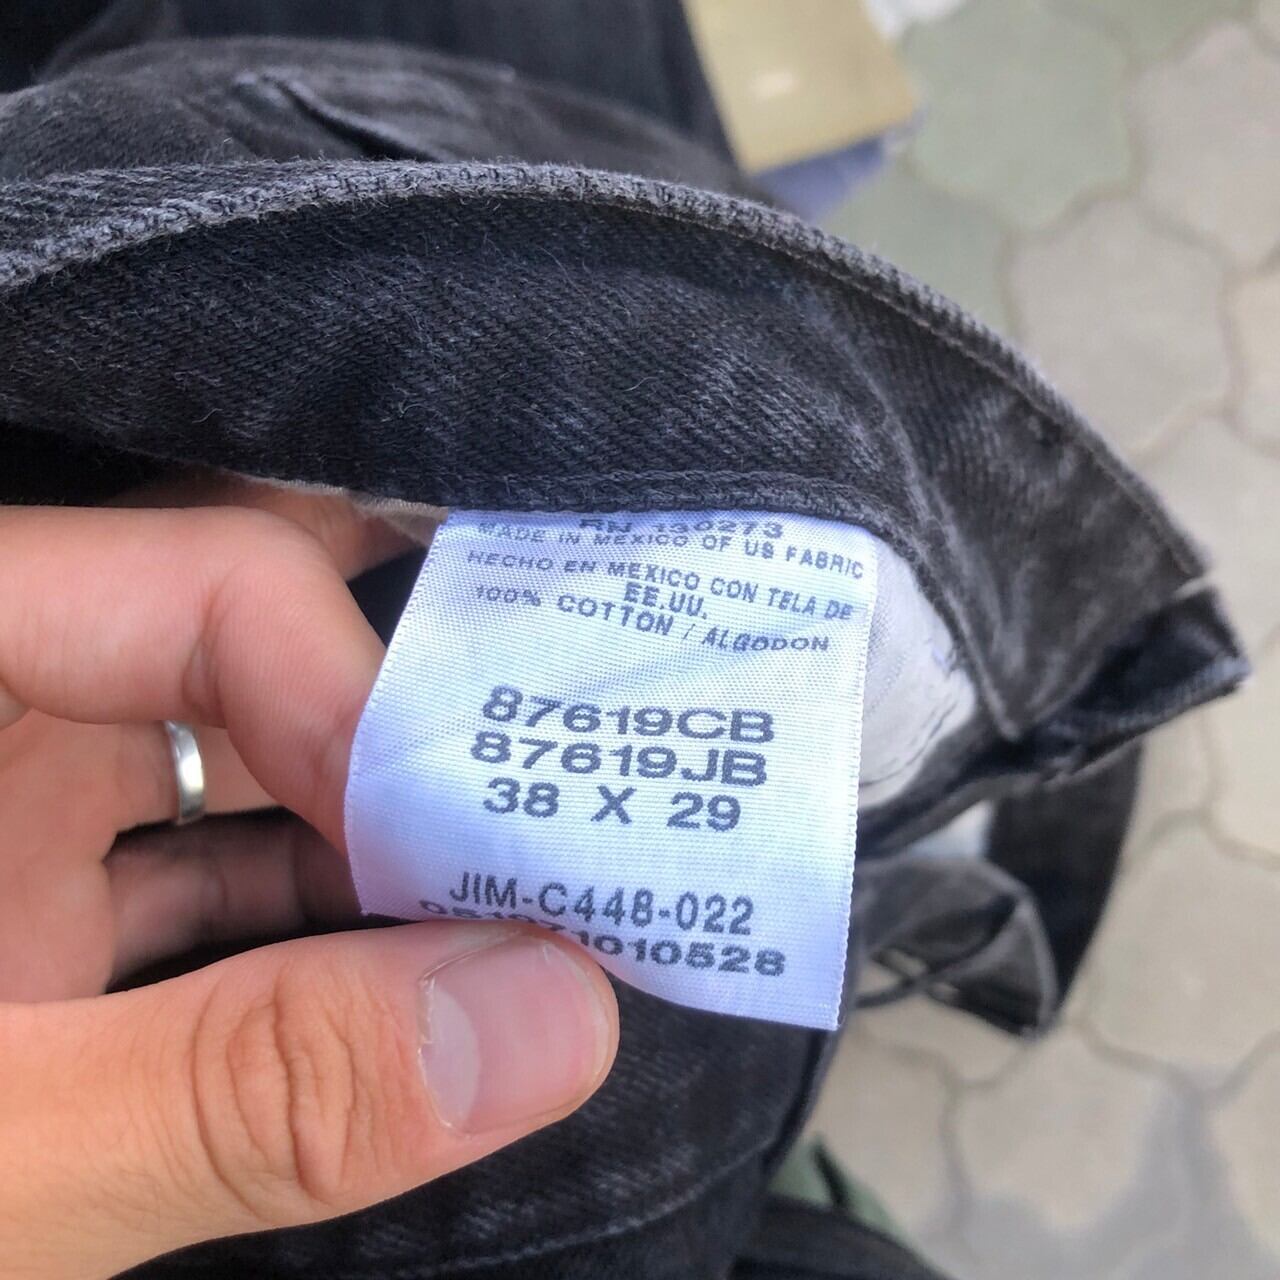 RN 130273
MADE IN MEXICO OF US FABRIC
HECHO EN MEXICO CON TELA DE
EE.UU.
100% COTTON / ALGODON
87619CB
87619JB
38 X 29
JIM-C448-022